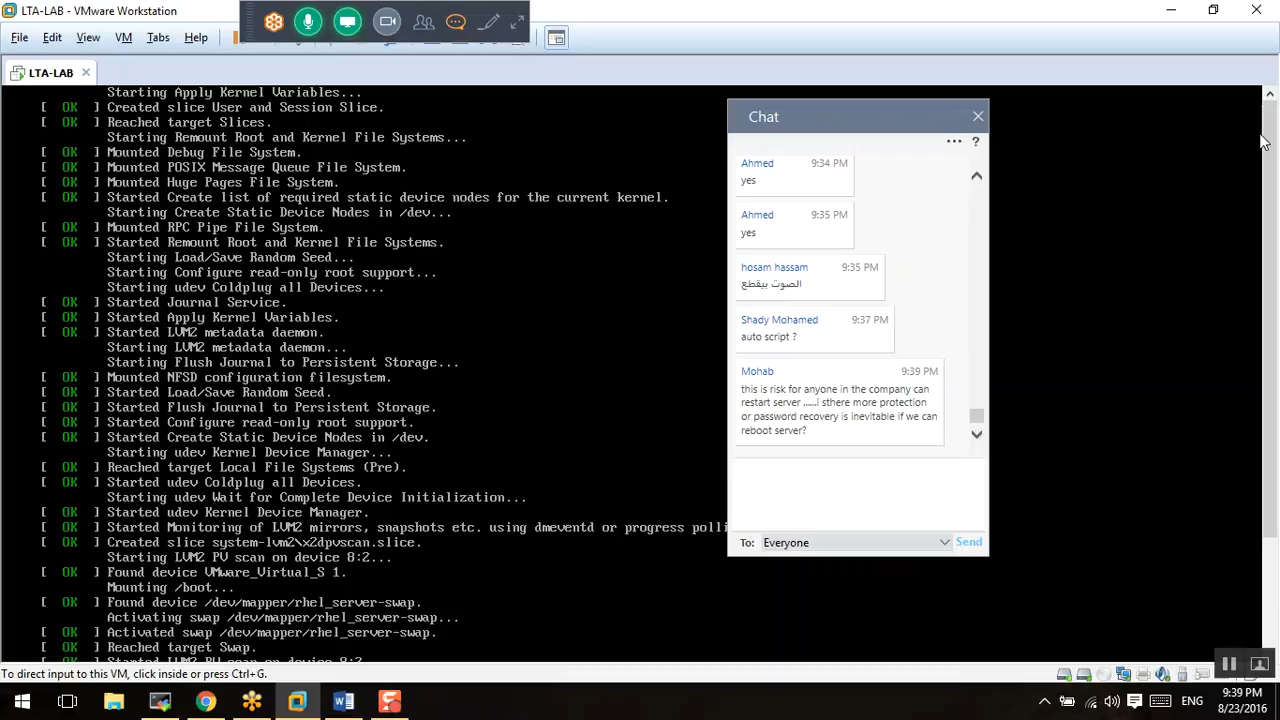 LTA-LAB - VMware Workstation
File Edit View VM Tabs Help
LTA-LAB
Starting Apply Kernel Variables...
[ OK ] Created slice User and Session Slice.
[ OK ] Reached target Slices.
Starting Remount Root and Kernel File Systems...
[ OK ] Mounted Debug File System.
[ OK ] Mounted POSIX Message Queue File System.
[ OK ] Mounted Huge Pages File System.
[ OK ] Started Create list of required static device nodes for the current kernel.
Starting Create Static Device Nodes in /dev...
[ OK ] Mounted RPC Pipe File System.
[ OK ] Started Remount Root and Kernel File Systems.
Starting Load/Save Random Seed...
Starting Configure read-only root support...
Starting udev Coldplug all Devices...
[ OK ] Started Journal Service.
[ OK ] Started Apply Kernel Variables.
[ OK ] Started LVM2 metadata daemon.
Starting LVM2 metadata daemon...
Starting Flush Journal to Persistent Storage...
[ OK ] Mounted NFSD configuration filesystem.
[ OK ] Started Load/Save Random Seed.
[ OK ] Started Flush Journal to Persistent Storage.
[ OK ] Started Configure read-only root support.
[ OK ] Started Create Static Device Nodes in /dev.
Starting udev Kernel Device Manager...
[ OK ] Reached target Local File Systems (Pre).
[ OK ] Started udev Coldplug all Devices.
Starting udev Wait for Complete Device Initialization...
[ OK ] Started udev Kernel Device Manager.
[ OK ] Started Monitoring of LVM2 mirrors, snapshots etc. using dmeventd or progress polli
[ OK ] Created slice system-lvm2\x2dpvscan.slice.
Starting LVM2 PV scan on device 8:2...
[ OK ] Found device VMware_Virtual_S 1.
Mounting /boot...
[ OK ] Found device /dev/mapper/rhel_server-swap.
Activating swap /dev/mapper/rhel_server-swap...
[ OK ] Activated swap /dev/mapper/rhel_server-swap.
[ OK ] Reached target Swap.
[ OK ] Started LVM2 PV scan on device 8:2.
Chat
Ahmed 9:34 PM
yes
Ahmed 9:35 PM
yes
hosam hassam 9:35 PM
الصوت بيقطع
Shady Mohamed 9:37 PM
auto script ?
Mohab 9:39 PM
this is risk for anyone in the company can
restart server ......i sthere more protection
or password recovery is inevitable if we can
reboot server?
To: Everyone Send
To direct input to this VM, click inside or press Ctrl+G.
ENG
9:39 PM
8/23/2016